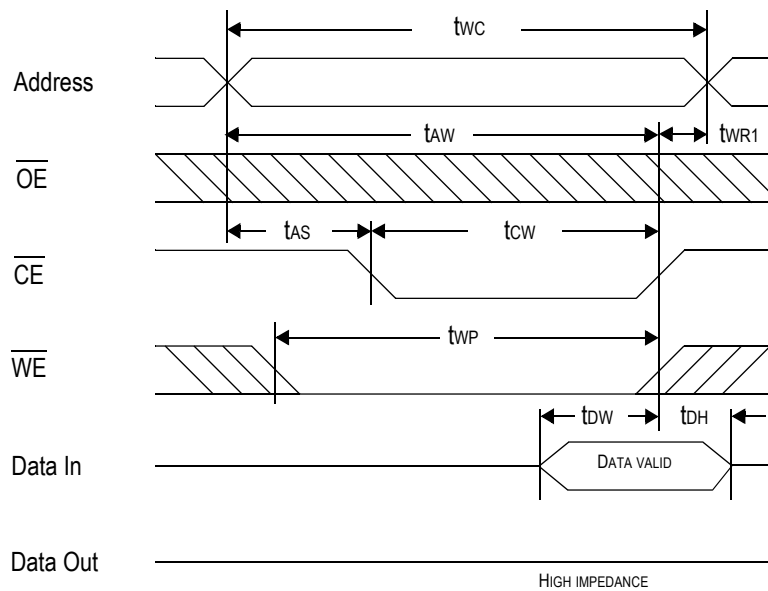 tWC
Address
tAW tWR1
OE
tAS tCW
CE
tWP
WE
tDW tDH
Data In DATA VALID
Data Out
HIGH IMPEDANCE